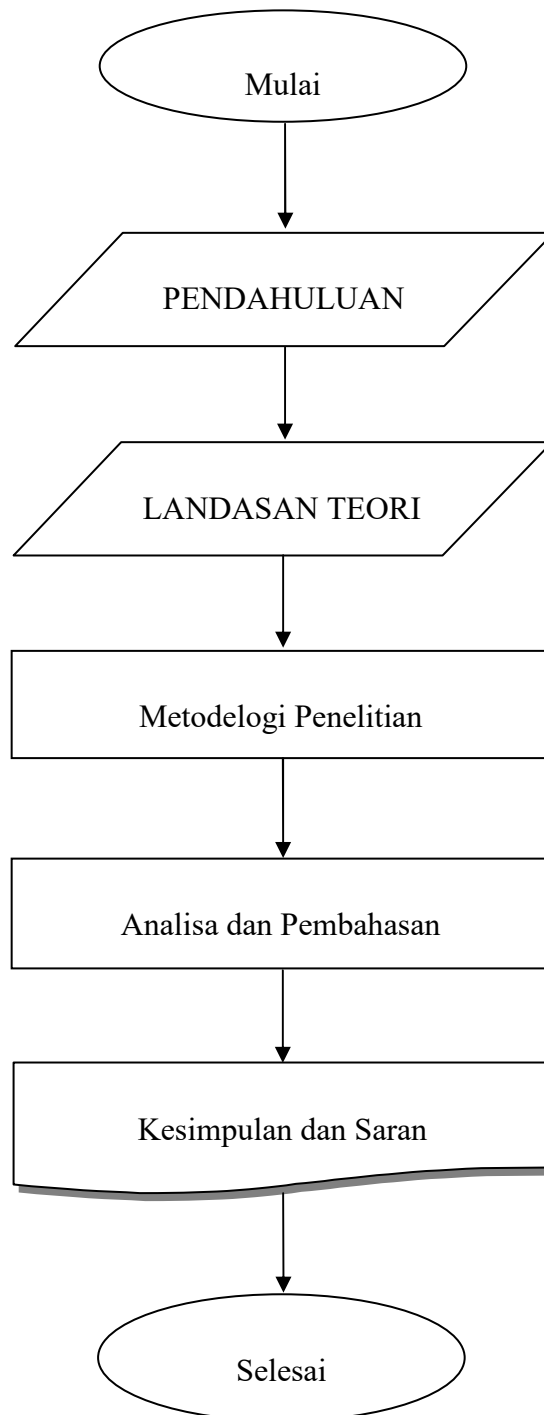 Mulai
PENDAHULUAN
LANDASAN TEORI
Metodelogi Penelitian
Analisa dan Pembahasan
Kesimpulan dan Saran
Selesai